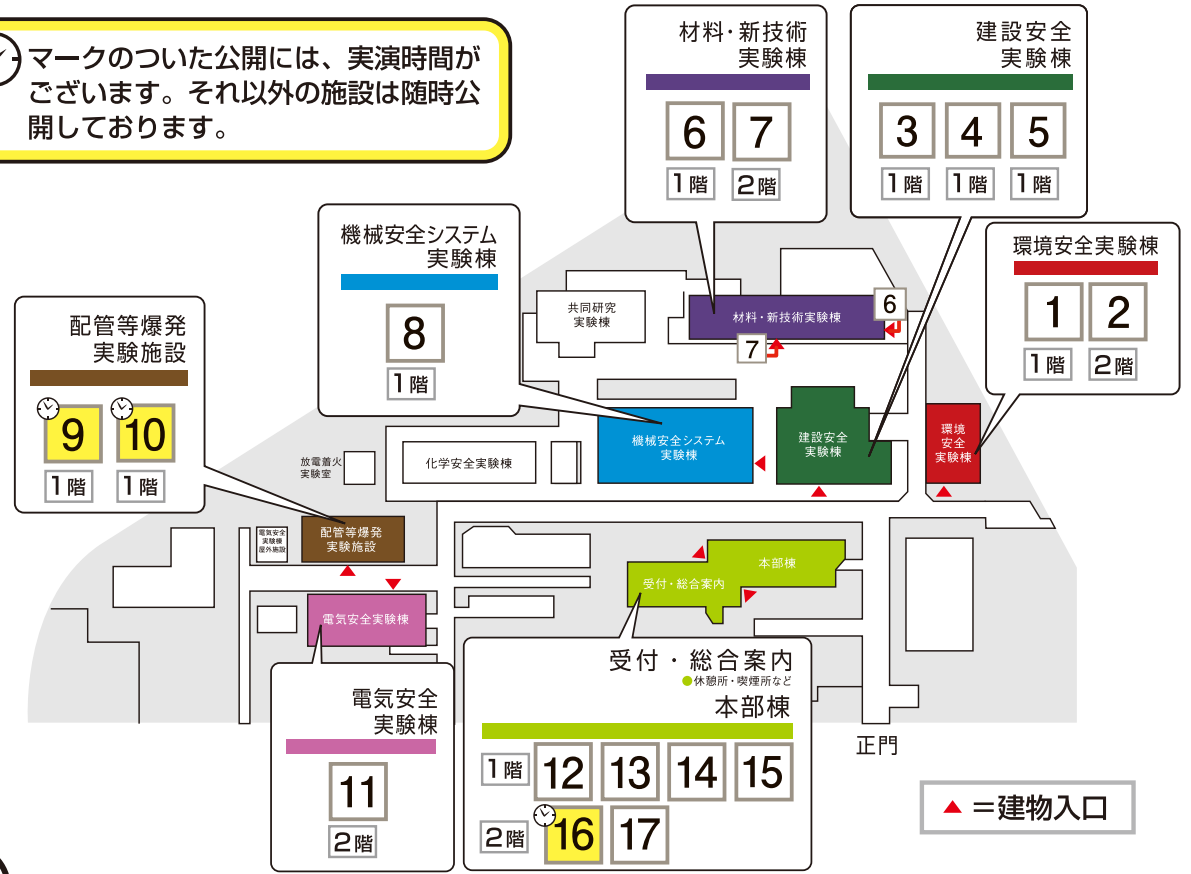 マークのついた公開には、実演時間が
ございます。それ以外の施設は随時公
開しております。
材料・新技術
実験棟
6 7
1階 2階
建設安全
実験棟
3 4 5
1階 1階 1階
機械安全システム
実験棟
8
1階
環境安全実験棟
1 2
1階 2階
配管等爆発
実験施設
9 10
1階 1階
共同研究
実験棟
材料・新技術実験棟
6
7
機械安全システム
実験棟
建設安全
実験棟
環境
安全
実験棟
放電着火
実験室
化学安全実験棟
電気安全
実験棟
屋外施設
配管等爆発
実験施設
本部棟
受付・総合案内
電気安全実験棟
電気安全
実験棟
11
2階
受付・総合案内
●休憩所・喫煙所など
本部棟
1階 12 13 14 15
2階 16 17
正門
▲＝建物入口